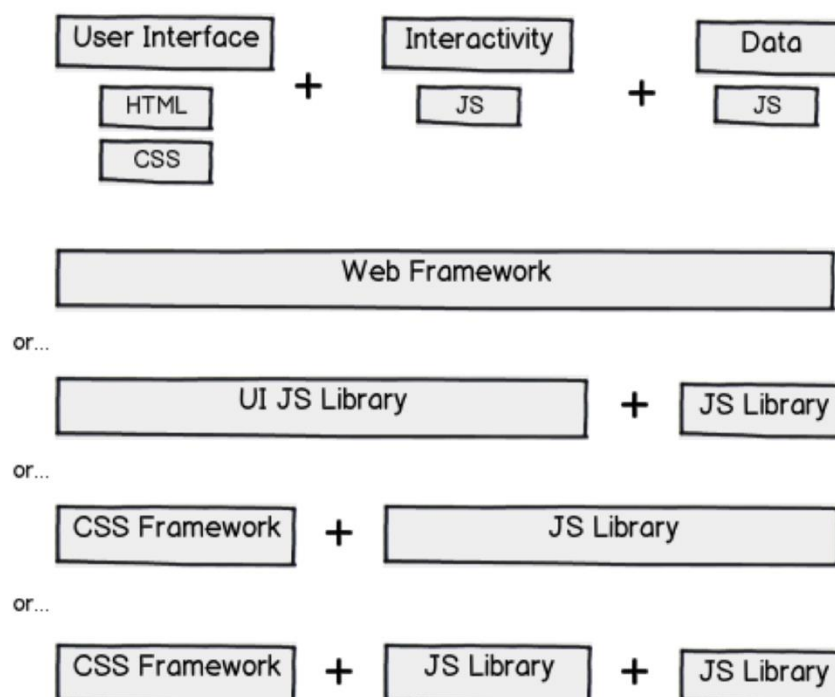 User Interface + Interactivity + Data
HTML JS JS
CSS
Web Framework
or...
UI JS Library + JS Library
or...
CSS Framework + JS Library
or...
CSS Framework + JS Library + JS Library